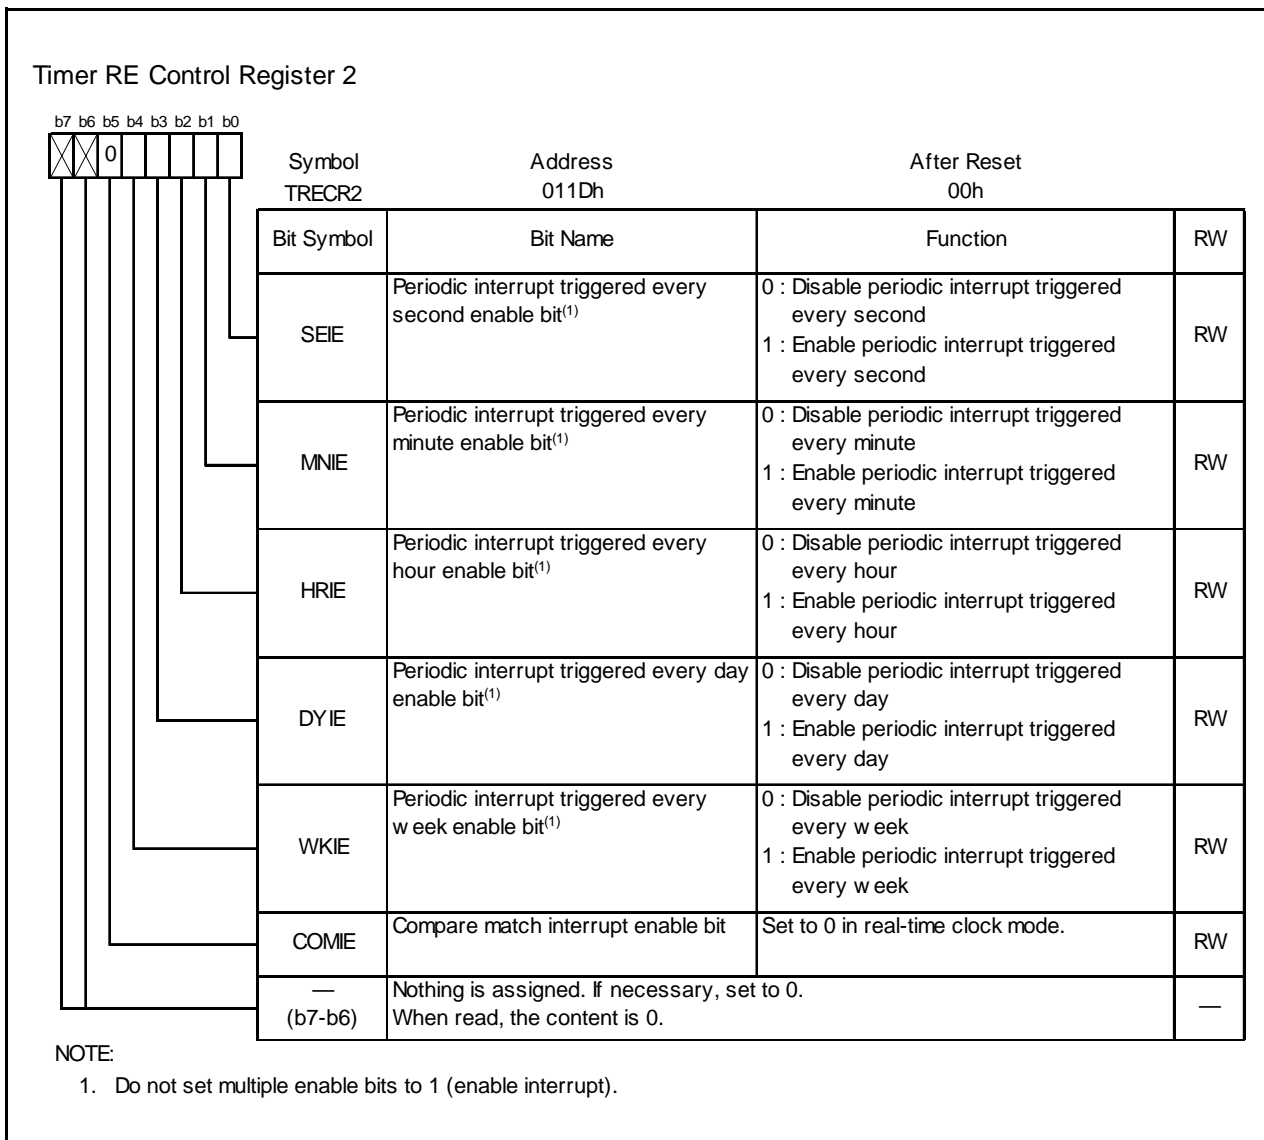 Timer RE Control Register 2
b7 b6 b5 b4 b3 b2 b1 b0
0
Symbol Address After Reset
TRECR2 011Dh 00h
Bit Symbol Bit Name Function RW
SEIE
Periodic interrupt triggered every
second enable bit(1)
0 : Disable periodic interrupt triggered
every second
1 : Enable periodic interrupt triggered
every second
RW
MNIE
Periodic interrupt triggered every
minute enable bit(1)
0 : Disable periodic interrupt triggered
every minute
1 : Enable periodic interrupt triggered
every minute
RW
HRIE
Periodic interrupt triggered every
hour enable bit(1)
0 : Disable periodic interrupt triggered
every hour
1 : Enable periodic interrupt triggered
every hour
RW
DYIE
Periodic interrupt triggered every day
enable bit(1)
0 : Disable periodic interrupt triggered
every day
1 : Enable periodic interrupt triggered
every day
RW
WKIE
Periodic interrupt triggered every
week enable bit(1)
0 : Disable periodic interrupt triggered
every week
1 : Enable periodic interrupt triggered
every week
RW
COMIE
Compare match interrupt enable bit
Set to 0 in real-time clock mode.
RW
—
(b7-b6)
Nothing is assigned. If necessary, set to 0.
When read, the content is 0.
—
NOTE:
1. Do not set multiple enable bits to 1 (enable interrupt).